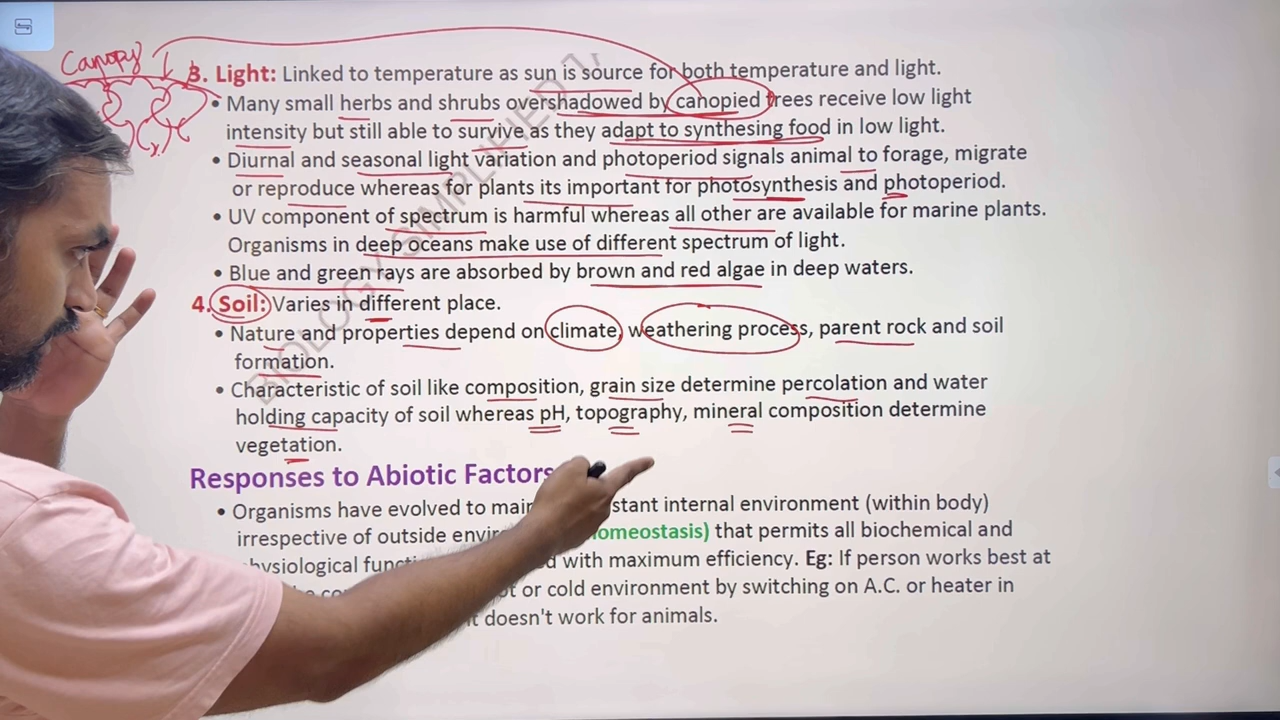 Canopy
3. Light: Linked to temperature as sun is source for both temperature and light.
• Many small herbs and shrubs overshadowed by canopied trees receive low light
intensity but still able to survive as they adapt to synthesing food in low light.
• Diurnal and seasonal light variation and photoperiod signals animal to forage, migrate
or reproduce whereas for plants its important for photosynthesis and photoperiod.
• UV component of spectrum is harmful whereas all other are available for marine plants.
Organisms in deep oceans make use of different spectrum of light.
• Blue and green rays are absorbed by brown and red algae in deep waters.
4. Soil: Varies in different place.
• Nature and properties depend on climate, weathering process, parent rock and soil
formation.
• Characteristic of soil like composition, grain size determine percolation and water
holding capacity of soil whereas pH, topography, mineral composition determine
vegetation.
Responses to Abiotic Factors
• Organisms have evolved to internal environment (within body)
irrespective of outside that permits all biochemical and
physiological with maximum efficiency. Eg: If person works best at
or cold environment by switching on A.C. or heater in
doesn't work for animals.
BIOLOGY SIMPLIFIED